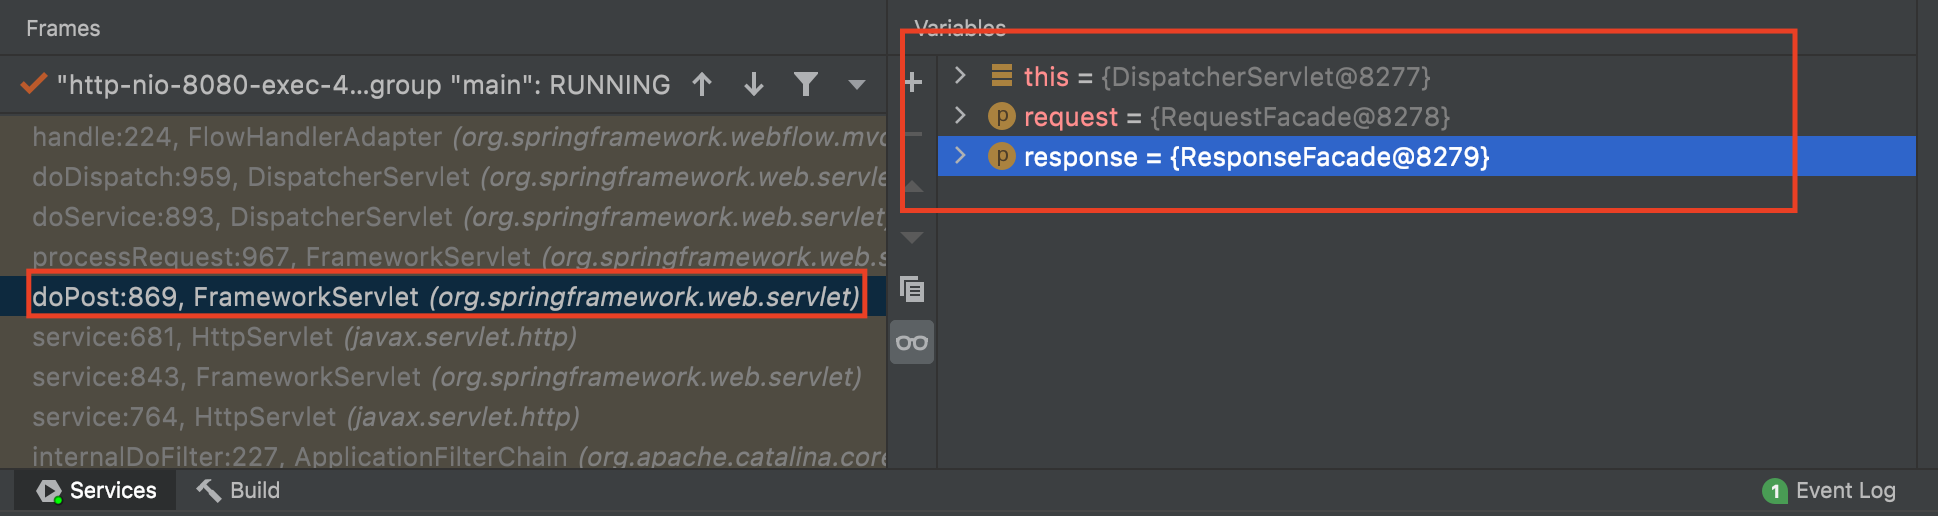 Frames
"http-nio-8080-exec-4...group "main": RUNNING
handle:224, FlowHandlerAdapter (org.springframework.webflow.mvc
doDispatch:959, DispatcherServlet (org.springframework.web.servle
doService:893, DispatcherServlet (org.springframework.web.servlet)
processRequest:967, FrameworkServlet (org.springframework.web.s
doPost:869, FrameworkServlet (org.springframework.web.servlet)
service:681, HttpServlet (javax.servlet.http)
service:843, FrameworkServlet (org.springframework.web.servlet)
service:764, HttpServlet (javax.servlet.http)
internalDoFilter:227, ApplicationFilterChain (org.apache.catalina.core
Variables
this = {DispatcherServlet@8277}
p request = {RequestFacade@8278}
p response = {ResponseFacade@8279}
Services
Build
1 Event Log